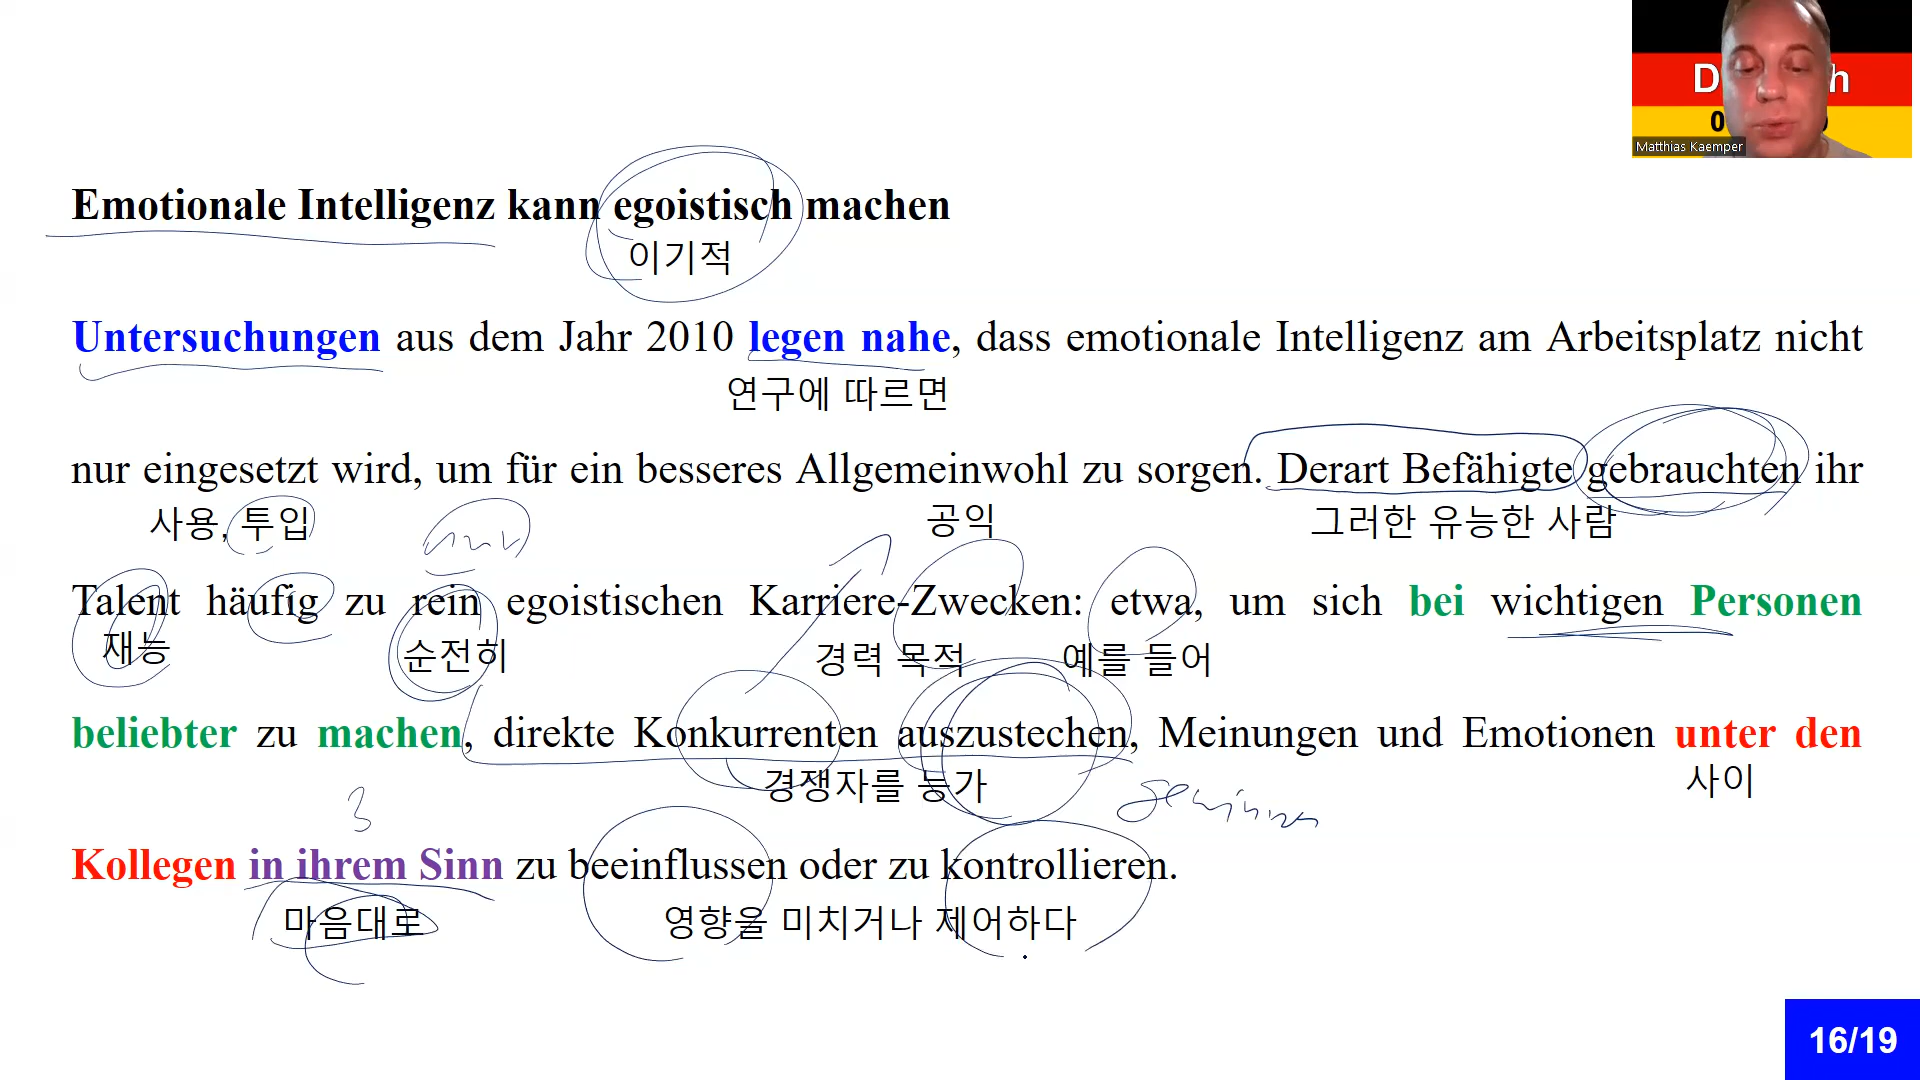 D h
0
Matthias Kaemper
Emotionale Intelligenz kann egoistisch machen
이기적
Untersuchungen aus dem Jahr 2010 legen nahe, dass emotionale Intelligenz am Arbeitsplatz nicht
연구에 따르면
nur eingesetzt wird, um für ein besseres Allgemeinwohl zu sorgen. Derart Befähigte gebrauchten ihr
사용, 투입 공익 그러한 유능한 사람
nur
Talent häufig zu rein egoistischen Karriere-Zwecken: etwa, um sich bei wichtigen Personen
재능 순전히 경력 목적 예를 들어
beliebter zu machen, direkte Konkurrenten auszustechen, Meinungen und Emotionen unter den
경쟁자를 능가 사이
3 gewinnen
Kollegen in ihrem Sinn zu beeinflussen oder zu kontrollieren.
마음대로 영향을 미치거나 제어하다
16/19